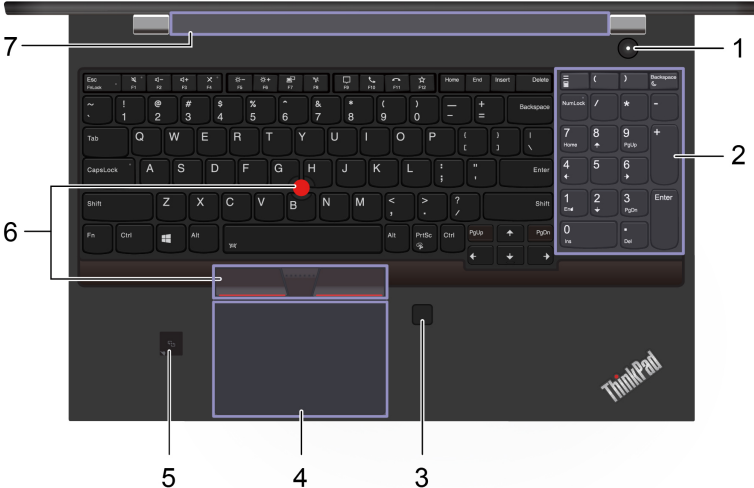 7
1
Esc FnLock F1 F2 F3 F4 F5 F6 F7 F8 F9 F10 F11 F12 Home End Insert Delete ( ) Backspace
~ ` ! 1 @ 2 # 3 $ 4 % 5 ^ 6 & 7 * 8 ( 9 ) 0 — - + = Backspace NumLock / * -
Tab Q W E R T Y U I O P { [ } ] | \ 7 Home 8 9 PgUp +
2
CapsLock A S D F G H J K L : ; " ' Enter 4 5 6
Shift Z X C V B N M < , > . ? / Shift 1 End 2 3 PgDn Enter
6
Fn Ctrl Alt Alt PrtSc Ctrl PgUp PgDn 0 Ins . Del
ThinkPad
5
4
3